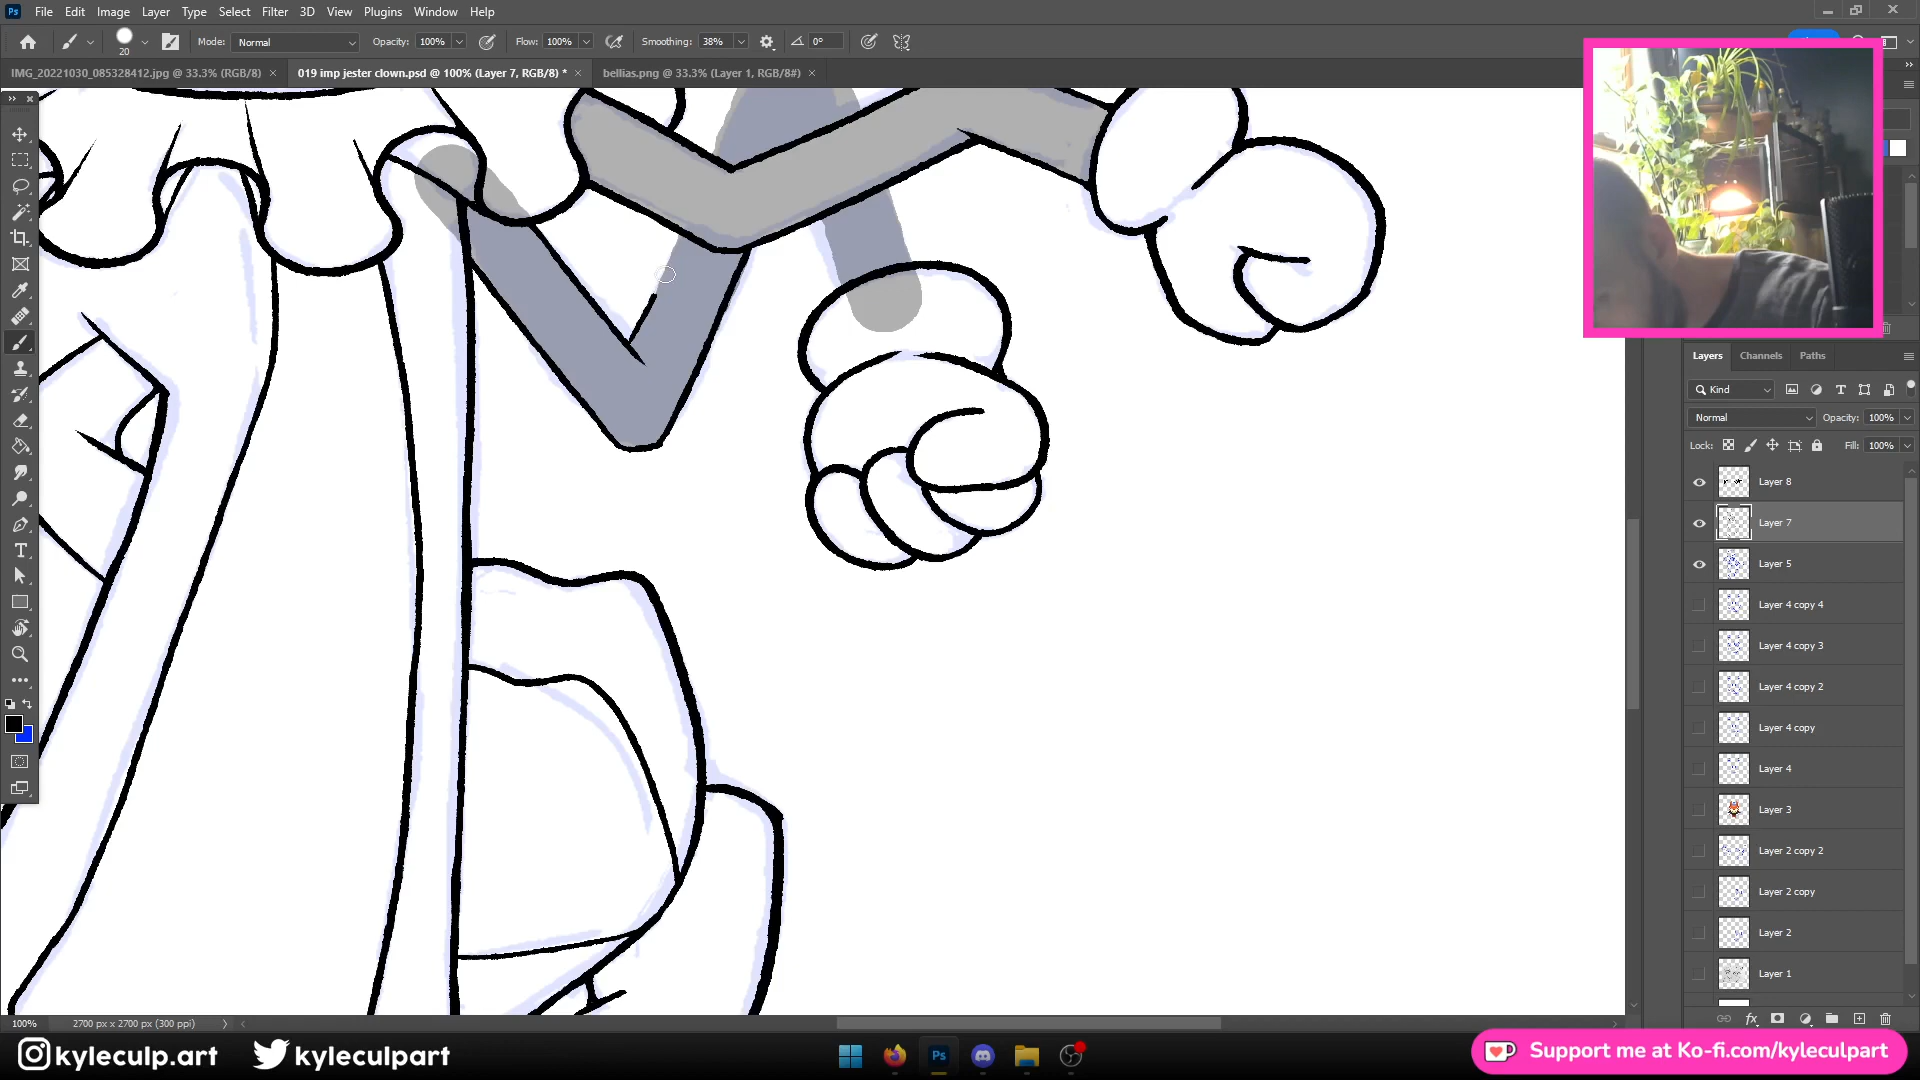 Ps File Edit Image Layer Type Select Filter 3D View Plugins Window Help
20 Mode: Normal Opacity: 100% Flow: 100% Smoothing: 38% 0°
IMG_20221030_085328412.jpg @ 33.3% (RGB/8) × 019 imp jester clown.psd @ 100% (Layer 7, RGB/8) * × bellias.png @ 33.3% (Layer 1, RGB/8#) ×
Layers Channels Paths
Kind
Normal Opacity: 100%
Lock: Fill: 100%
Layer 8
Layer 7
Layer 5
Layer 4 copy 4
Layer 4 copy 3
Layer 4 copy 2
Layer 4 copy
Layer 4
Layer 3
Layer 2 copy 2
Layer 2 copy
Layer 2
Layer 1
100% 2700 px x 2700 px (300 ppi)
kyleculp.art kyleculpart Ps Support me at Ko-fi.com/kyleculpart